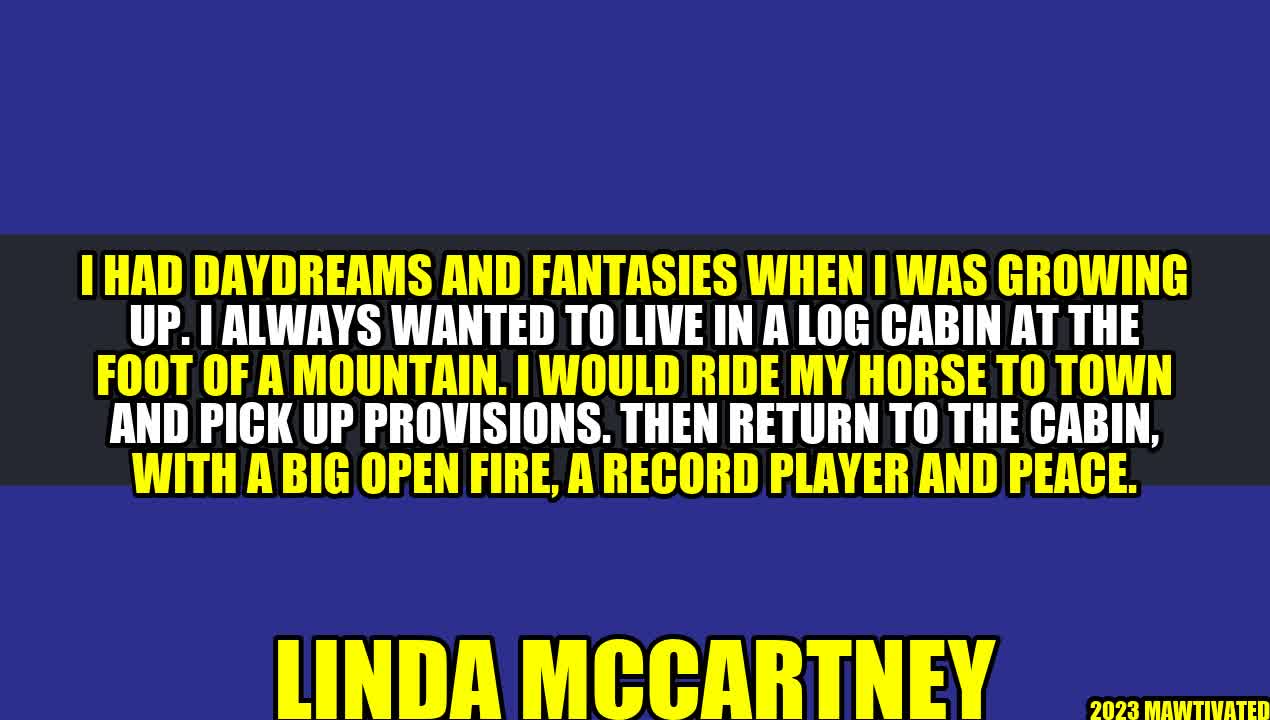 I HAD DAYDREAMS AND FANTASIES WHEN I WAS GROWING
UP. I ALWAYS WANTED TO LIVE IN A LOG CABIN AT THE
FOOT OF A MOUNTAIN. I WOULD RIDE MY HORSE TO TOWN
AND PICK UP PROVISIONS. THEN RETURN TO THE CABIN,
WITH A BIG OPEN FIRE, A RECORD PLAYER AND PEACE.
LINDA MCCARTNEY
2023 MAWTIVATED